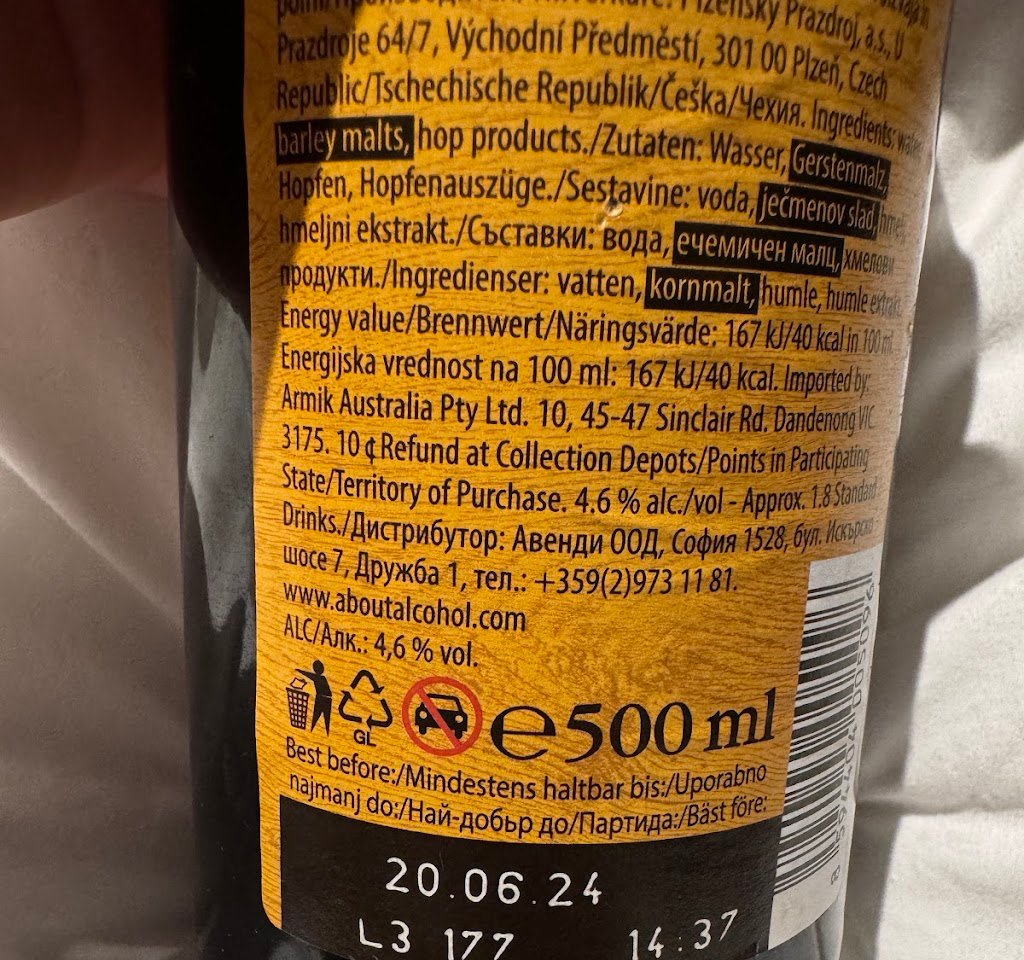 Plzeňský Prazdroj, a.s., U
Prazdroje 64/7, Východní Předměstí, 301 00 Plzeň, Czech
Republic/Tschechische Republik/Češka/Чехия. Ingredients: water,
barley malts, hop products./Zutaten: Wasser, Gerstenmalz,
Hopfen, Hopfenauszüge./Sestavine: voda, ječmenov slad, hmelj,
hmeljni ekstrakt./Съставки: вода, ечемичен малц, хмелови
продукти./Ingredienser: vatten, kornmalt, humle, humle extrakt.
Energy value/Brennwert/Näringsvärde: 167 kJ/40 kcal in 100 ml.
Energijska vrednost na 100 ml: 167 kJ/40 kcal. Imported by:
Armik Australia Pty Ltd. 10, 45-47 Sinclair Rd. Dandenong VIC
3175. 10 ¢ Refund at Collection Depots/Points in Participating
State/Territory of Purchase. 4.6 % alc./vol - Approx. 1.8 Standard
Drinks./Дистрибутор: Авенди ООД, София 1528, бул. Искърско
шосе 7, Дружба 1, тел.: +359(2)973 11 81.
www.aboutalcohol.com
ALC/Алк.: 4,6 % vol.
GL
℮ 500 ml
Best before:/Mindestens haltbar bis:/Uporabno
najmanj do:/Най-добър до/Партида:/Bäst före:
20.06.24
L3 177 14:37